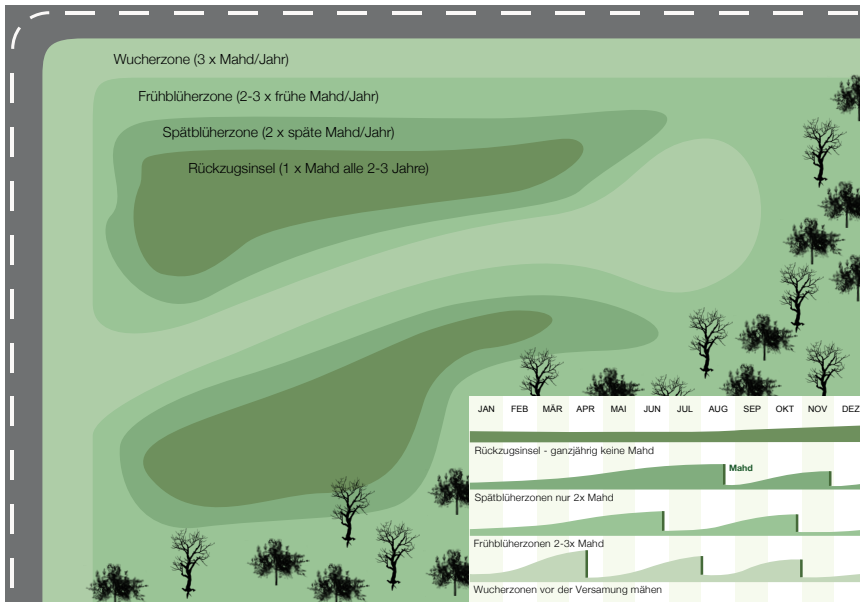 Wucherzone (3 x Mahd/Jahr)
Frühblüherzone (2-3 x frühe Mahd/Jahr)
Spätblüherzone (2 x späte Mahd/Jahr)
Rückzugsinsel (1 x Mahd alle 2-3 Jahre)
JAN FEB MÄR APR MAI JUN JUL AUG SEP OKT NOV DEZ
Rückzugsinsel - ganzjährig keine Mahd
Mahd
Spätblüherzonen nur 2x Mahd
Frühblüherzonen 2-3x Mahd
Wucherzonen vor der Versamung mähen